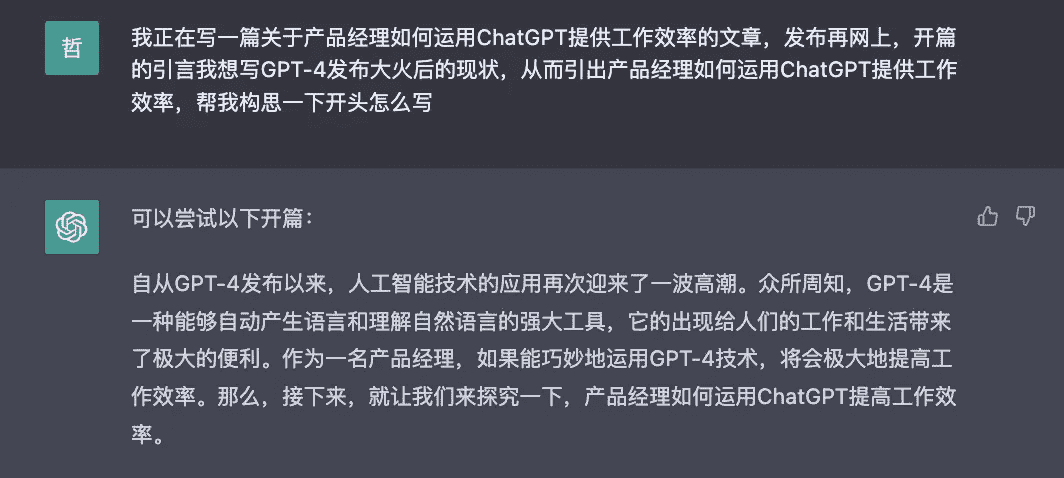 哲
我正在写一篇关于产品经理如何运用ChatGPT提供工作效率的文章，发布再网上，开篇
的引言我想写GPT-4发布大火后的现状，从而引出产品经理如何运用ChatGPT提供工作
效率，帮我构思一下开头怎么写
可以尝试以下开篇：
自从GPT-4发布以来，人工智能技术的应用再次迎来了一波高潮。众所周知，GPT-4是
一种能够自动产生语言和理解自然语言的强大工具，它的出现给人们的工作和生活带来
了极大的便利。作为一名产品经理，如果能巧妙地运用GPT-4技术，将会极大地提高工
作效率。那么，接下来，就让我们来探究一下，产品经理如何运用ChatGPT提高工作效
率。